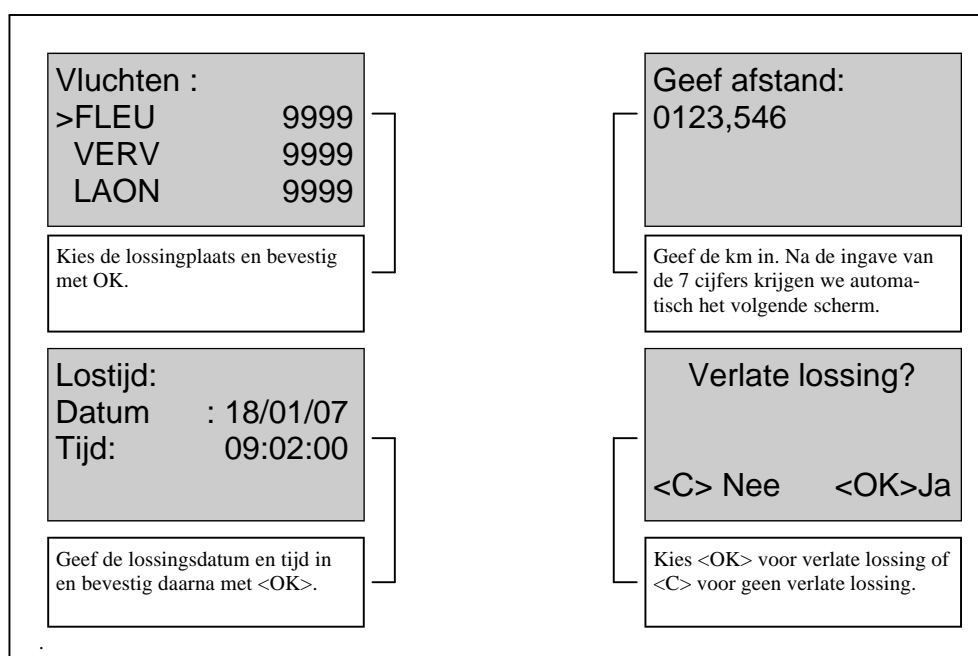 Vluchten :
>FLEU 9999
VERV 9999
LAON 9999
Kies de lossingplaats en bevestig
met OK.
Geef afstand:
0123,546
Geef de km in. Na de ingave van
de 7 cijfers krijgen we automa-
tisch het volgende scherm.
Lostijd:
Datum : 18/01/07
Tijd: 09:02:00
Geef de lossingsdatum en tijd in
en bevestig daarna met <OK>.
Verlate lossing?
<C> Nee <OK>Ja
Kies <OK> voor verlate lossing of
<C> voor geen verlate lossing.
.